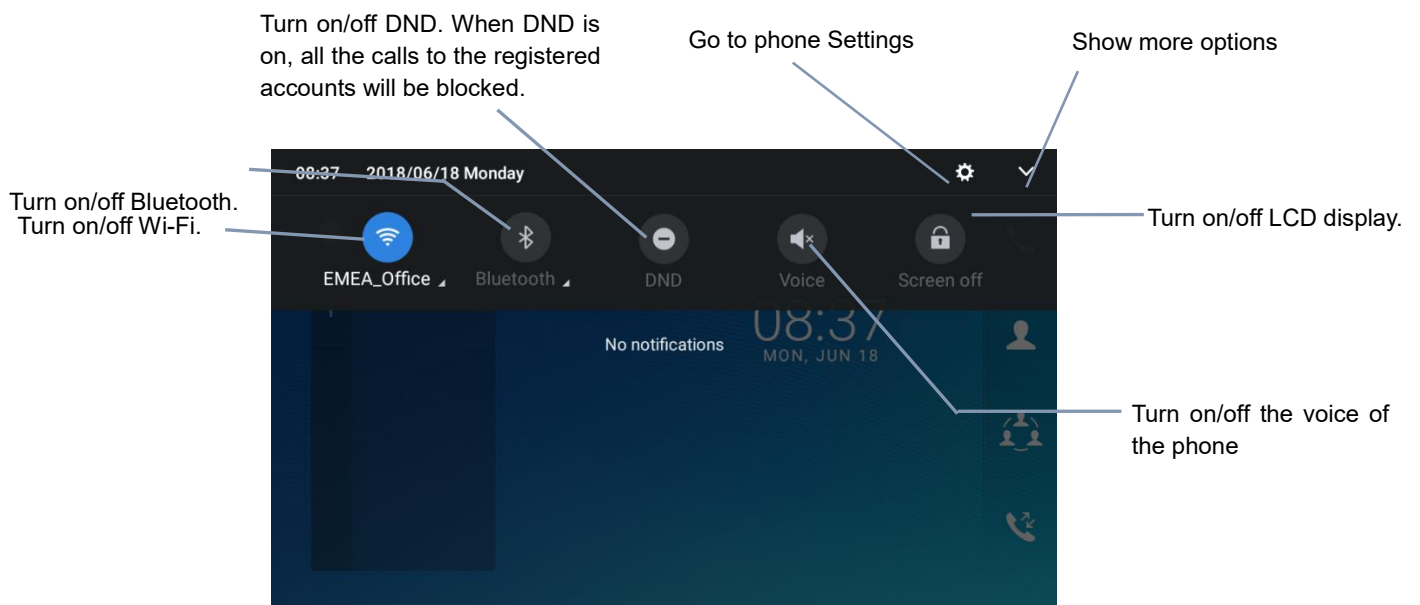 Turn on/off DND. When DND is
on, all the calls to the registered
accounts will be blocked.
Go to phone Settings
Show more options
08:37 2018/06/18 Monday
Turn on/off Bluetooth.
Turn on/off Wi-Fi.
Turn on/off LCD display.
EMEA_Office
Bluetooth
DND
Voice
Screen off
08:37
No notifications
MON, JUN 18
Turn on/off the voice of
the phone